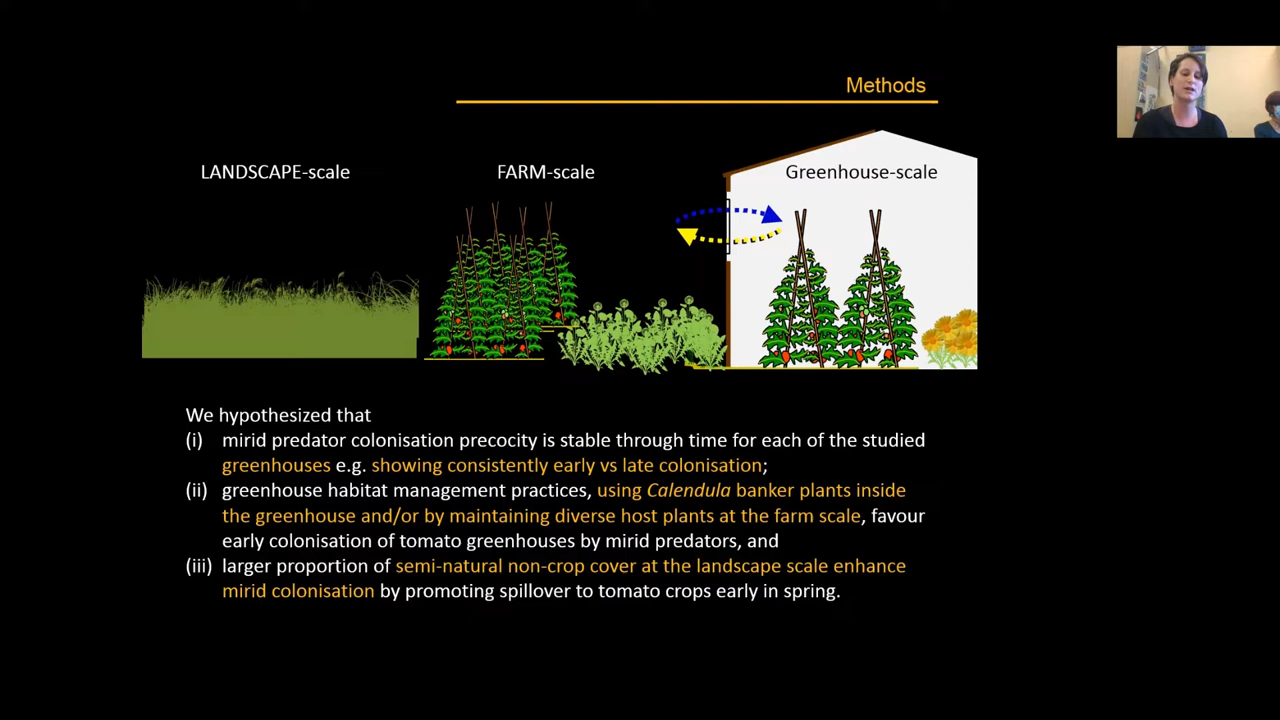 Methods
LANDSCAPE-scale
FARM-scale
Greenhouse-scale
We hypothesized that
(i) mirid predator colonisation precocity is stable through time for each of the studied
greenhouses e.g. showing consistently early vs late colonisation;
(ii) greenhouse habitat management practices, using Calendula banker plants inside
the greenhouse and/or by maintaining diverse host plants at the farm scale, favour
early colonisation of tomato greenhouses by mirid predators, and
(iii) larger proportion of semi-natural non-crop cover at the landscape scale enhance
mirid colonisation by promoting spillover to tomato crops early in spring.